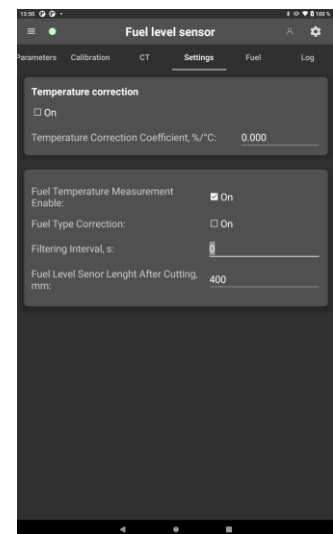 13:50 100 %
Fuel level sensor
Parameters Calibration CT Settings Fuel Log
Temperature correction
On
Temperature Correction Coefficient, %/°C: 0.000
Fuel Temperature Measurement
Enable:
On
Fuel Type Correction: On
Filtering Interval, s: 0
Fuel Level Senor Lenght After Cutting,
mm:
400